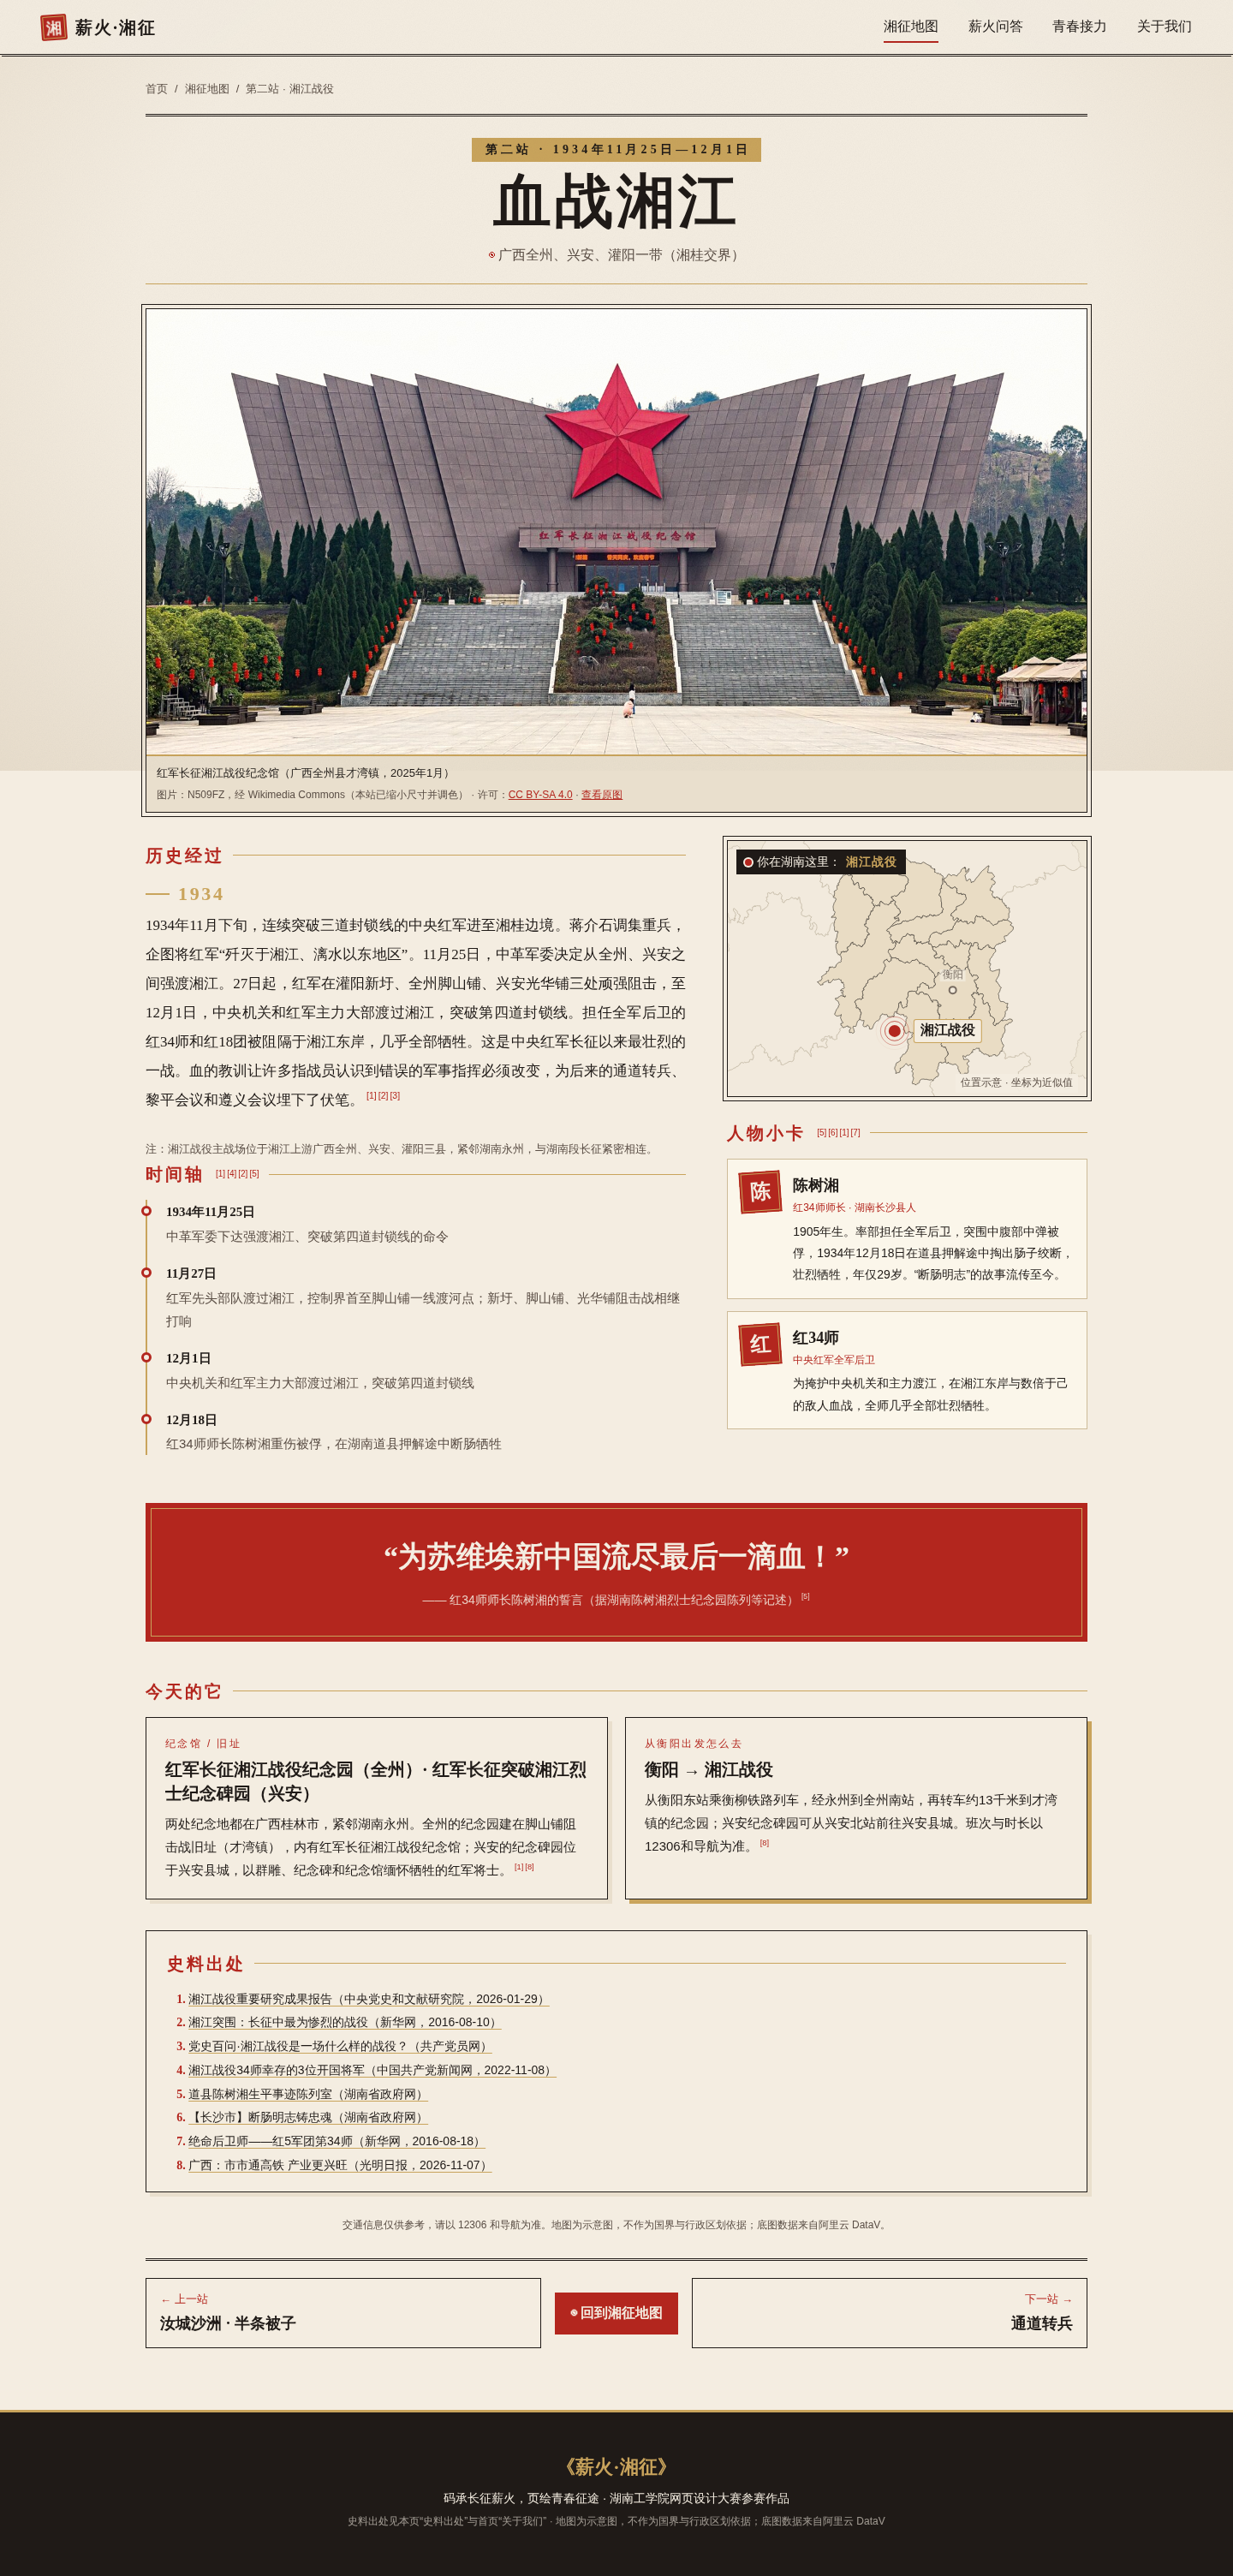 湘 薪火·湘征
湘征地图 薪火问答 青春接力 关于我们
首页 / 湘征地图 / 第二站 · 湘江战役
第二站 · 1934年11月25日—12月1日
血战湘江
广西全州、兴安、灌阳一带（湘桂交界）
红军长征湘江战役纪念馆
红军长征湘江战役纪念馆（广西全州县才湾镇，2025年1月）
图片：N509FZ，经 Wikimedia Commons（本站已缩小尺寸并调色） · 许可：CC BY-SA 4.0 · 查看原图
历史经过
1934
1934年11月下旬，连续突破三道封锁线的中央红军进至湘桂边境。蒋介石调集重兵，
企图将红军“歼灭于湘江、漓水以东地区”。11月25日，中革军委决定从全州、兴安之
间强渡湘江。27日起，红军在灌阳新圩、全州脚山铺、兴安光华铺三处顽强阻击，至
12月1日，中央机关和红军主力大部渡过湘江，突破第四道封锁线。担任全军后卫的
红34师和红18团被阻隔于湘江东岸，几乎全部牺牲。这是中央红军长征以来最壮烈的
一战。血的教训让许多指战员认识到错误的军事指挥必须改变，为后来的通道转兵、
黎平会议和遵义会议埋下了伏笔。 [1] [2] [3]
注：湘江战役主战场位于湘江上游广西全州、兴安、灌阳三县，紧邻湖南永州，与湖南段长征紧密相连。
时间轴 [1] [4] [2] [5]
1934年11月25日
中革军委下达强渡湘江、突破第四道封锁线的命令
11月27日
红军先头部队渡过湘江，控制界首至脚山铺一线渡河点；新圩、脚山铺、光华铺阻击战相继
打响
12月1日
中央机关和红军主力大部渡过湘江，突破第四道封锁线
12月18日
红34师师长陈树湘重伤被俘，在湖南道县押解途中断肠牺牲
你在湖南这里： 湘江战役
衡阳
湘江战役
位置示意 · 坐标为近似值
人物小卡 [5] [6] [1] [7]
陈
陈树湘
红34师师长 · 湖南长沙县人
1905年生。率部担任全军后卫，突围中腹部中弹被
俘，1934年12月18日在道县押解途中掏出肠子绞断，
壮烈牺牲，年仅29岁。“断肠明志”的故事流传至今。
红
红34师
中央红军全军后卫
为掩护中央机关和主力渡江，在湘江东岸与数倍于己
的敌人血战，全师几乎全部壮烈牺牲。
“为苏维埃新中国流尽最后一滴血！”
—— 红34师师长陈树湘的誓言（据湖南陈树湘烈士纪念园陈列等记述） [5]
今天的它
纪念馆 / 旧址
红军长征湘江战役纪念园（全州）· 红军长征突破湘江烈
士纪念碑园（兴安）
两处纪念地都在广西桂林市，紧邻湖南永州。全州的纪念园建在脚山铺阻
击战旧址（才湾镇），内有红军长征湘江战役纪念馆；兴安的纪念碑园位
于兴安县城，以群雕、纪念碑和纪念馆缅怀牺牲的红军将士。 [1] [8]
从衡阳出发怎么去
衡阳 → 湘江战役
从衡阳东站乘衡柳铁路列车，经永州到全州南站，再转车约13千米到才湾
镇的纪念园；兴安纪念碑园可从兴安北站前往兴安县城。班次与时长以
12306和导航为准。 [8]
史料出处
1. 湘江战役重要研究成果报告（中央党史和文献研究院，2026-01-29）
2. 湘江突围：长征中最为惨烈的战役（新华网，2016-08-10）
3. 党史百问·湘江战役是一场什么样的战役？（共产党员网）
4. 湘江战役34师幸存的3位开国将军（中国共产党新闻网，2022-11-08）
5. 道县陈树湘生平事迹陈列室（湖南省政府网）
6. 【长沙市】断肠明志铸忠魂（湖南省政府网）
7. 绝命后卫师——红5军团第34师（新华网，2016-08-18）
8. 广西：市市通高铁 产业更兴旺（光明日报，2026-11-07）
交通信息仅供参考，请以 12306 和导航为准。地图为示意图，不作为国界与行政区划依据；底图数据来自阿里云 DataV。
← 上一站
汝城沙洲 · 半条被子
回到湘征地图
下一站 →
通道转兵
《薪火·湘征》
码承长征薪火，页绘青春征途 · 湖南工学院网页设计大赛参赛作品
史料出处见本页“史料出处”与首页“关于我们” · 地图为示意图，不作为国界与行政区划依据；底图数据来自阿里云 DataV